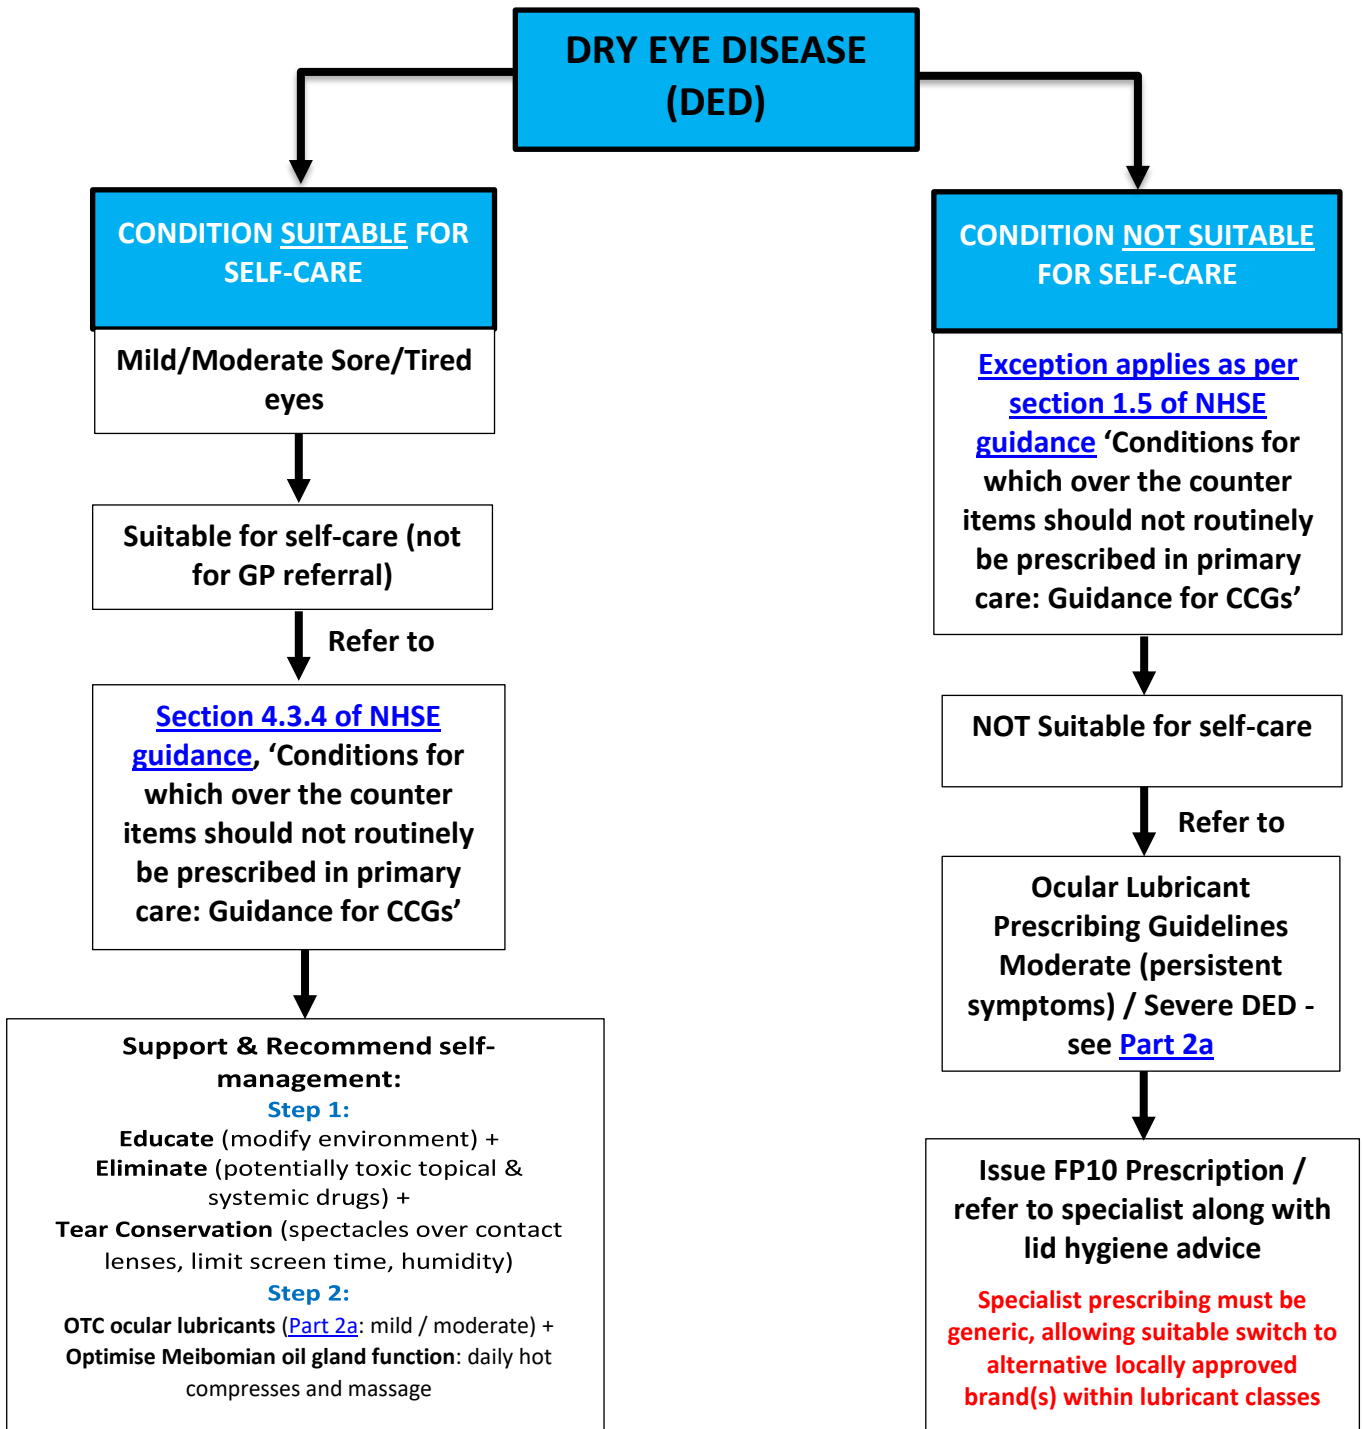 DRY EYE DISEASE
(DED)
CONDITION SUITABLE FOR
SELF-CARE
Mild/Moderate Sore/Tired
eyes
Suitable for self-care (not
for GP referral)
Refer to
Section 4.3.4 of NHSE
guidance, ‘Conditions for
which over the counter
items should not routinely
be prescribed in primary
care: Guidance for CCGs’
Support & Recommend self-
management:
Step 1:
Educate (modify environment) +
Eliminate (potentially toxic topical &
systemic drugs) +
Tear Conservation (spectacles over contact
lenses, limit screen time, humidity)
Step 2:
OTC ocular lubricants (Part 2a: mild / moderate) +
Optimise Meibomian oil gland function: daily hot
compresses and massage
CONDITION NOT SUITABLE
FOR SELF-CARE
Exception applies as per
section 1.5 of NHSE
guidance ‘Conditions for
which over the counter
items should not routinely
be prescribed in primary
care: Guidance for CCGs’
NOT Suitable for self-care
Refer to
Ocular Lubricant
Prescribing Guidelines
Moderate (persistent
symptoms) / Severe DED -
see Part 2a
Issue FP10 Prescription /
refer to specialist along with
lid hygiene advice
Specialist prescribing must be
generic, allowing suitable switch to
alternative locally approved
brand(s) within lubricant classes